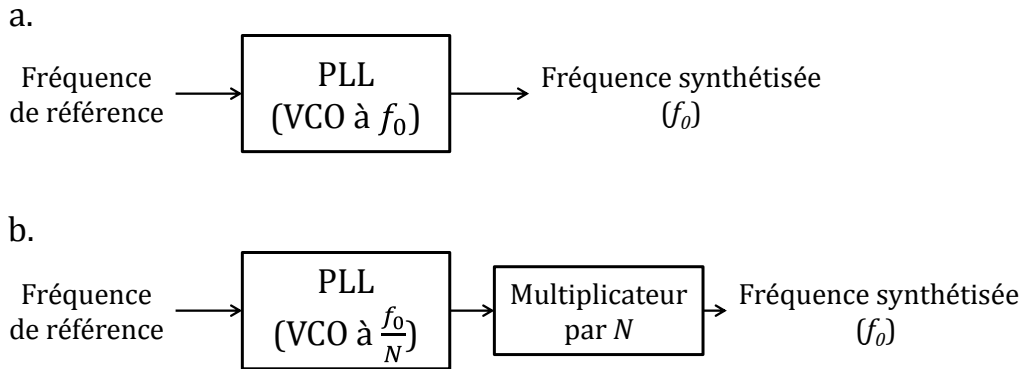 a.
Fréquence
de référence
PLL
(VCO à f₀)
Fréquence synthétisée
(f₀)
b.
Fréquence
de référence
PLL
(VCO à f₀/N)
Multiplicateur
par N
Fréquence synthétisée
(f₀)